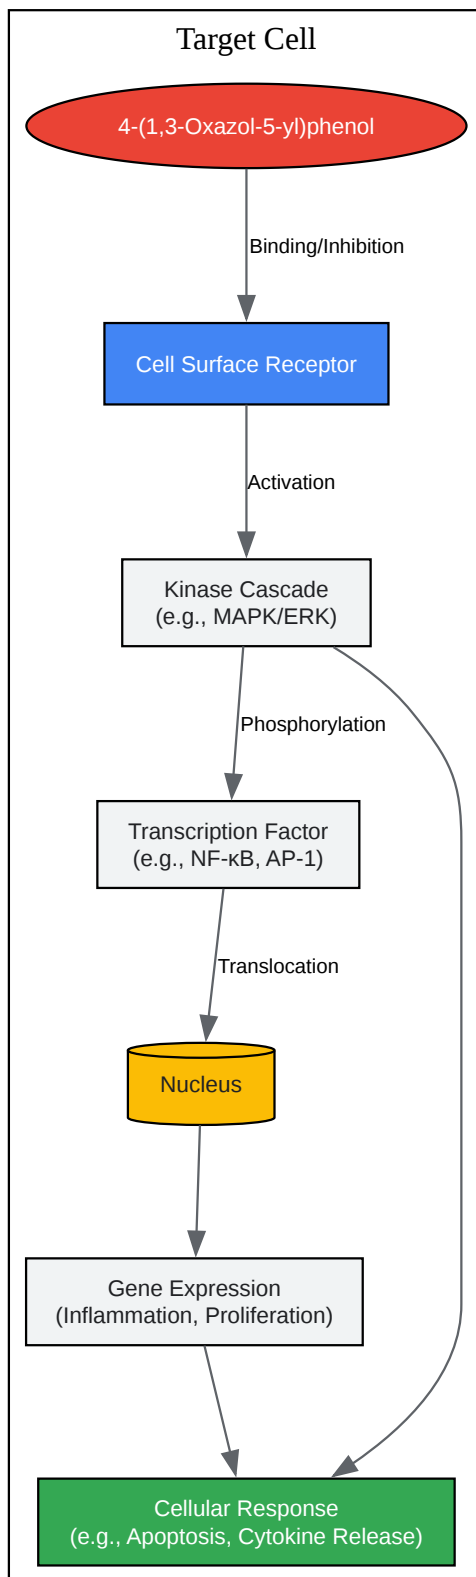 Target Cell
4-(1,3-Oxazol-5-yl)phenol
Binding/Inhibition
Cell Surface Receptor
Activation
Kinase Cascade
(e.g., MAPK/ERK)
Phosphorylation
Transcription Factor
(e.g., NF-κB, AP-1)
Translocation
Nucleus
Gene Expression
(Inflammation, Proliferation)
Cellular Response
(e.g., Apoptosis, Cytokine Release)